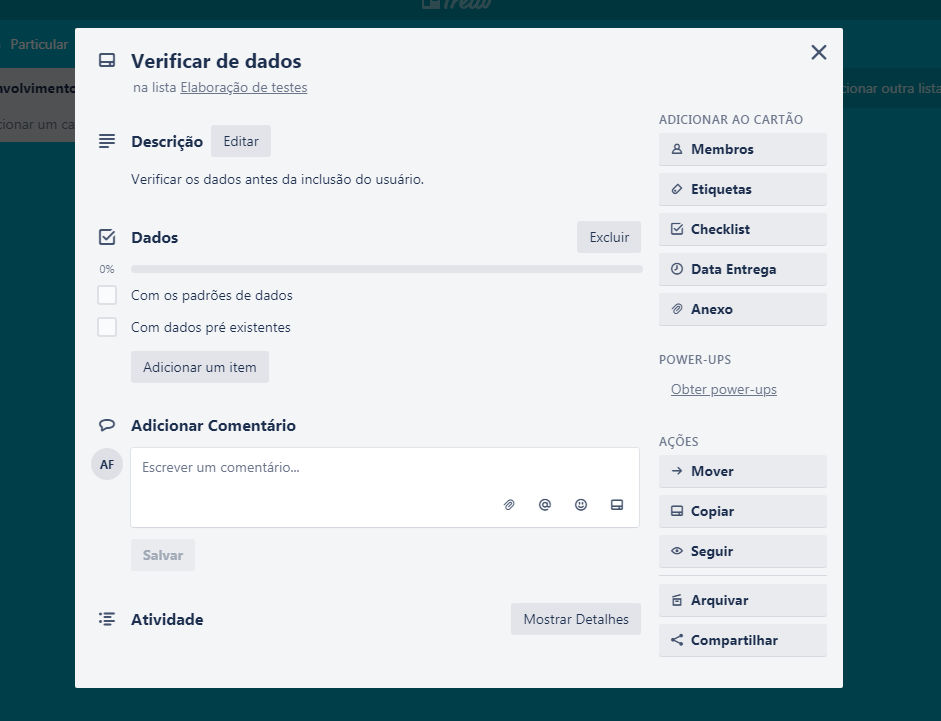 Trello
Particular
nvolvimento
cionar um ca
cionar outra lista
Verificar de dados
na lista Elaboração de testes
Descrição
Editar
Verificar os dados antes da inclusão do usuário.
Dados
Excluir
0%
Com os padrões de dados
Com dados pré existentes
Adicionar um item
Adicionar Comentário
AF
Escrever um comentário...
@
Salvar
Atividade
Mostrar Detalhes
ADICIONAR AO CARTÃO
Membros
Etiquetas
Checklist
Data Entrega
Anexo
POWER-UPS
Obter power-ups
AÇÕES
Mover
Copiar
Seguir
Arquivar
Compartilhar